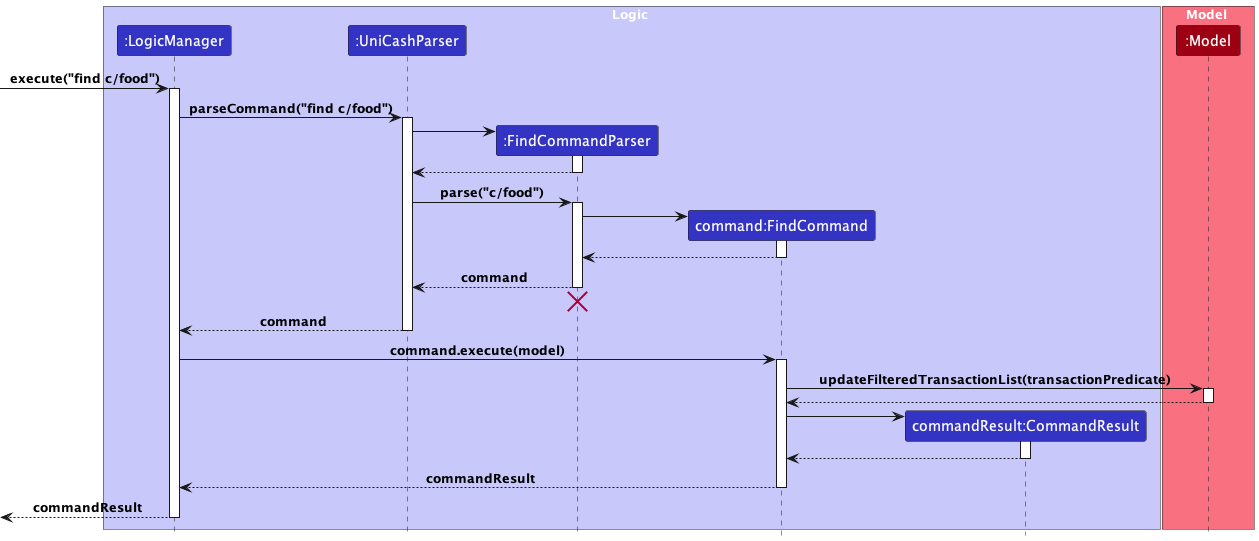 Logic
Model
:LogicManager
:UniCashParser
:Model
execute("find c/food")
parseCommand("find c/food")
:FindCommandParser
parse("c/food")
command:FindCommand
command
command
command.execute(model)
updateFilteredTransactionList(transactionPredicate)
commandResult:CommandResult
commandResult
commandResult